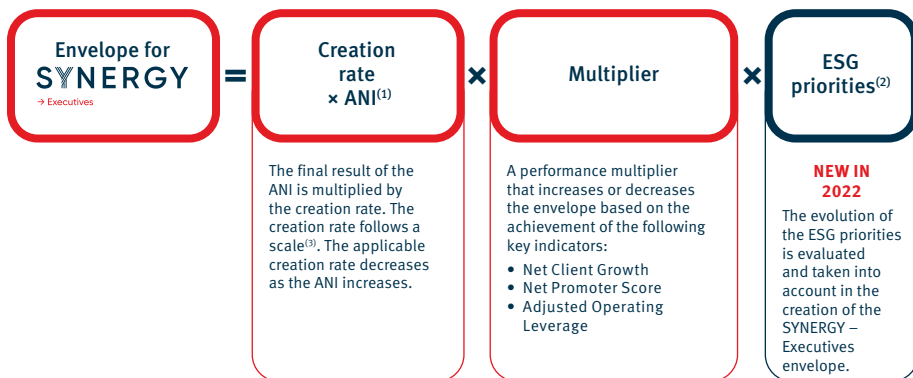 Envelope for
SYNERGY
→ Executives
=
Creation
rate
× ANI(1)
×
Multiplier
×
ESG
priorities(2)
The final result of the
ANI is multiplied by
the creation rate. The
creation rate follows a
scale(3). The applicable
creation rate decreases
as the ANI increases.
A performance multiplier
that increases or decreases
the envelope based on the
achievement of the following
key indicators:
• Net Client Growth
• Net Promoter Score
• Adjusted Operating
Leverage
NEW IN
2022
The evolution of
the ESG priorities
is evaluated
and taken into
account in the
creation of the
SYNERGY –
Executives
envelope.